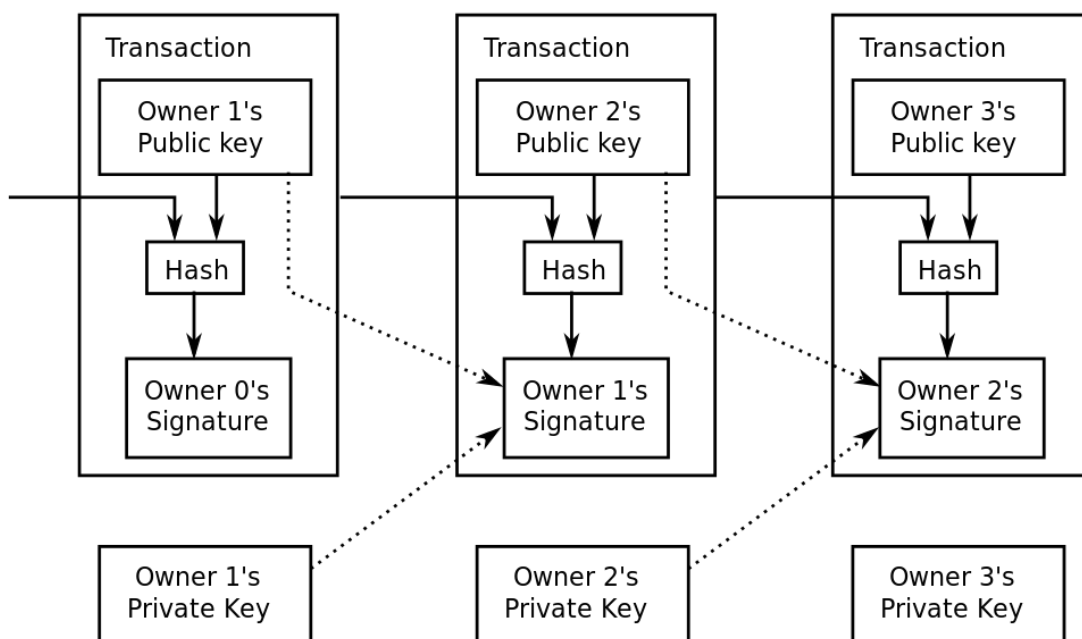 Transaction
Owner 1's
Public key
Hash
Owner 0's
Signature
Owner 1's
Private Key
Transaction
Owner 2's
Public key
Hash
Owner 1's
Signature
Owner 2's
Private Key
Transaction
Owner 3's
Public key
Hash
Owner 2's
Signature
Owner 3's
Private Key